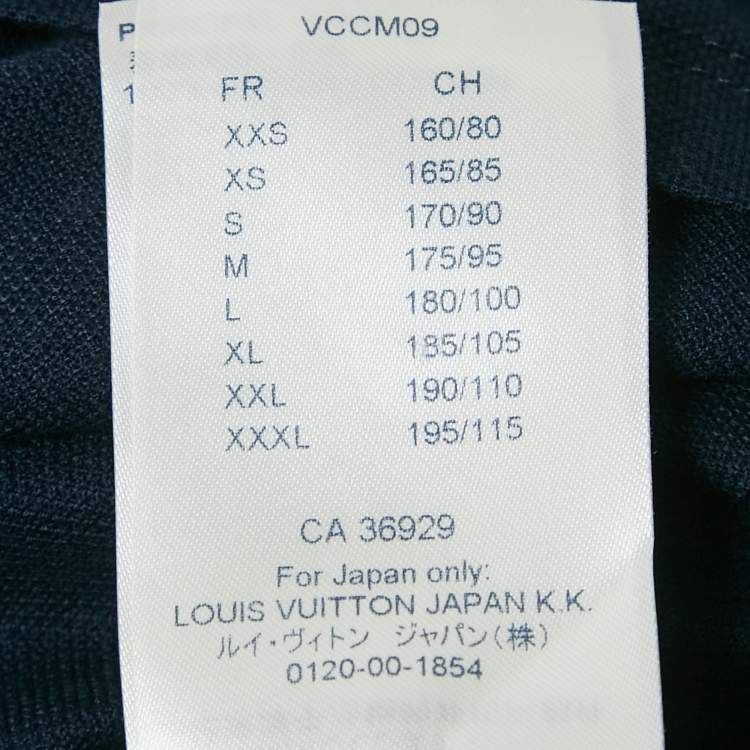 VCCM09
FR CH
XXS 160/80
XS 165/85
S 170/90
M 175/95
L 180/100
XL 185/105
XXL 190/110
XXXL 195/115
CA 36929
For Japan only:
LOUIS VUITTON JAPAN K.K.
ルイ・ヴィトン ジャパン(株)
0120-00-1854